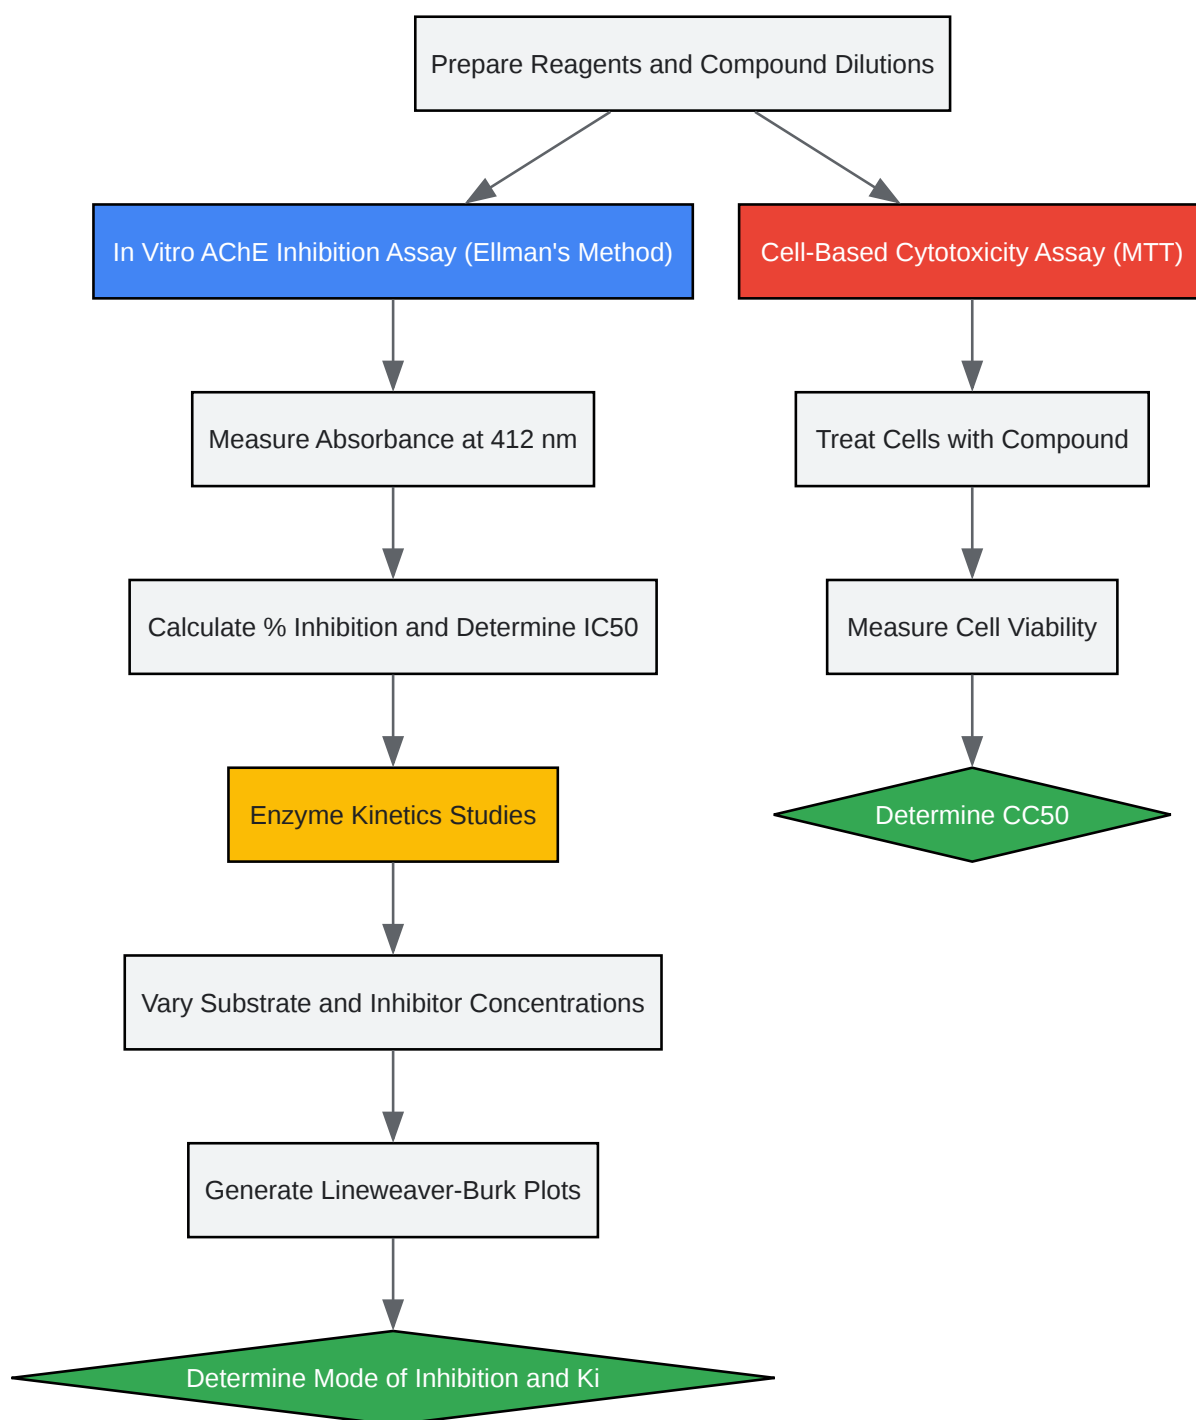 Prepare Reagents and Compound Dilutions
In Vitro AChE Inhibition Assay (Ellman's Method)
Cell-Based Cytotoxicity Assay (MTT)
Measure Absorbance at 412 nm
Treat Cells with Compound
Calculate % Inhibition and Determine IC50
Measure Cell Viability
Enzyme Kinetics Studies
Determine CC50
Vary Substrate and Inhibitor Concentrations
Generate Lineweaver-Burk Plots
Determine Mode of Inhibition and Ki